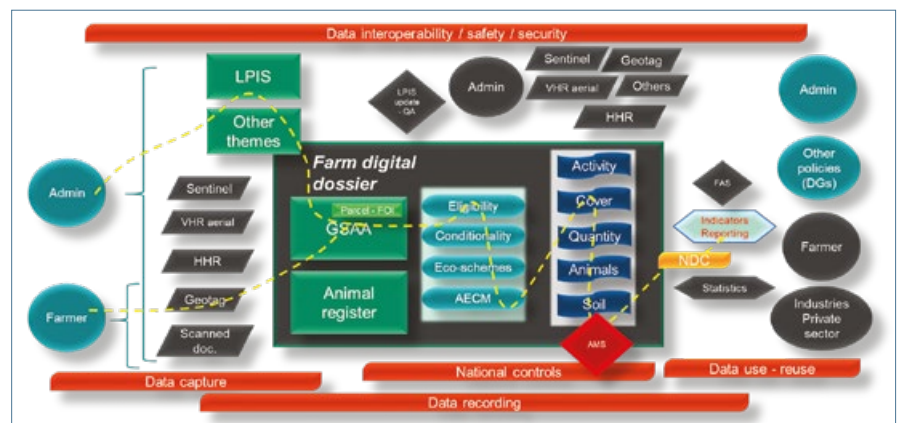 Data interoperability / safety / security
LPIS
Other
themes
Admin
Farmer
Sentinel
VHR aerial
HHR
Geotag
Scanned
doc.
LPIS
update
- QA
Admin
Sentinel
Geotag
VHR aerial
Others
HHR
Farm digital
dossier
Parcel - FOI
GSAA
Animal
register
Eligibility
Conditionality
Eco-schemes
AECM
Activity
Cover
Quantity
Animals
Soil
AMS
FAS
Indicators
Reporting
NDC
Statistics
Admin
Other
policies
(DGs)
Farmer
Industries
Private
sector
Data capture
National controls
Data use - reuse
Data recording